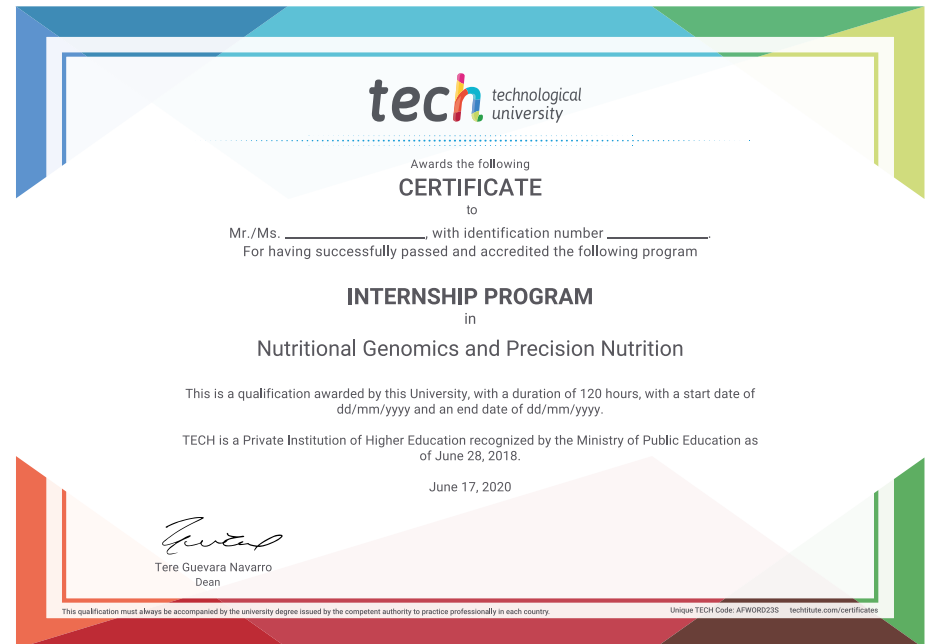 tech technological
university
Awards the following
CERTIFICATE
to
Mr./Ms. ____________________, with identification number ______________.
For having successfully passed and accredited the following program
INTERNSHIP PROGRAM
in
Nutritional Genomics and Precision Nutrition
This is a qualification awarded by this University, with a duration of 120 hours, with a start date of
dd/mm/yyyy and an end date of dd/mm/yyyy.
TECH is a Private Institution of Higher Education recognized by the Ministry of Public Education as
of June 28, 2018.
June 17, 2020
Tere Guevara Navarro
Dean
This qualification must always be accompanied by the university degree issued by the competent authority to practice professionally in each country.
Unique TECH Code: AFWORD23S techtitute.com/certificates